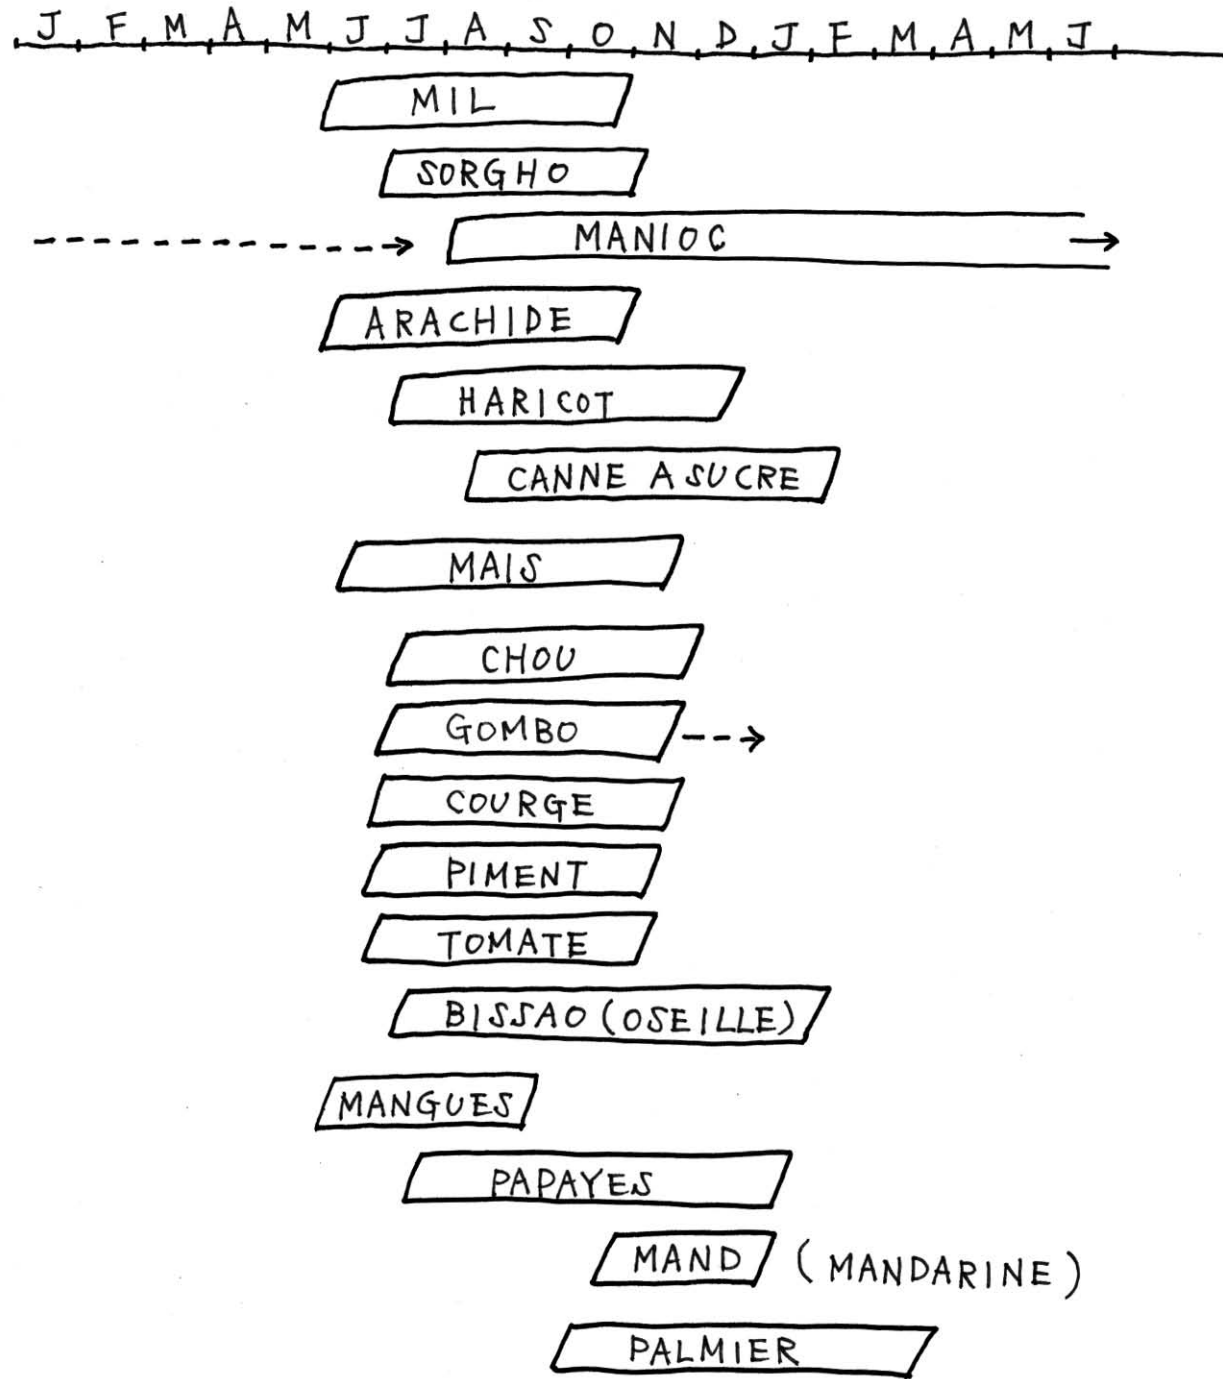 J F M A M J J A S O N D J F M A M J
MIL
SORGHO
MANIOC
ARACHIDE
HARICOT
CANNE A SUCRE
MAIS
CHOU
GOMBO
COURGE
PIMENT
TOMATE
BISSAO (OSEILLE)
MANGUES
PAPAYES
MAND (MANDARINE)
PALMIER